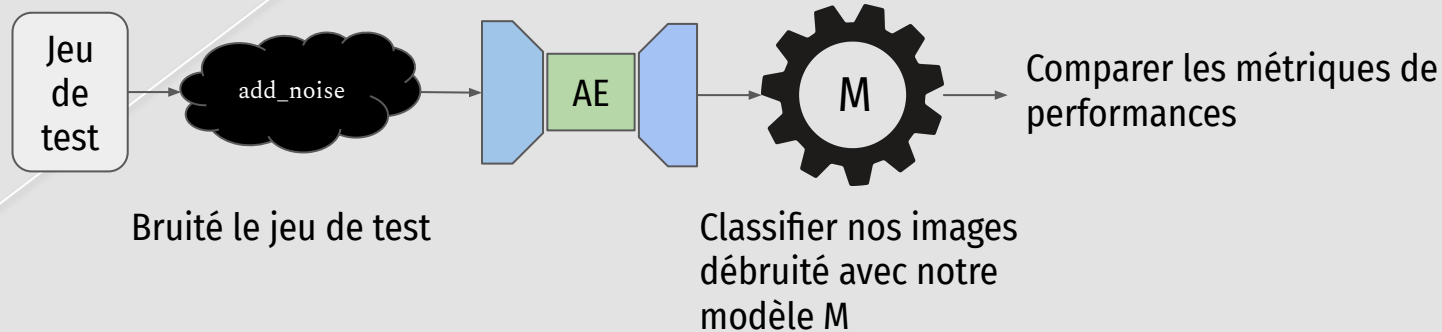 Jeu
de
test
add_noise
AE
M
Comparer les métriques de
performances
Bruité le jeu de test
Classifier nos images
débruité avec notre
modèle M